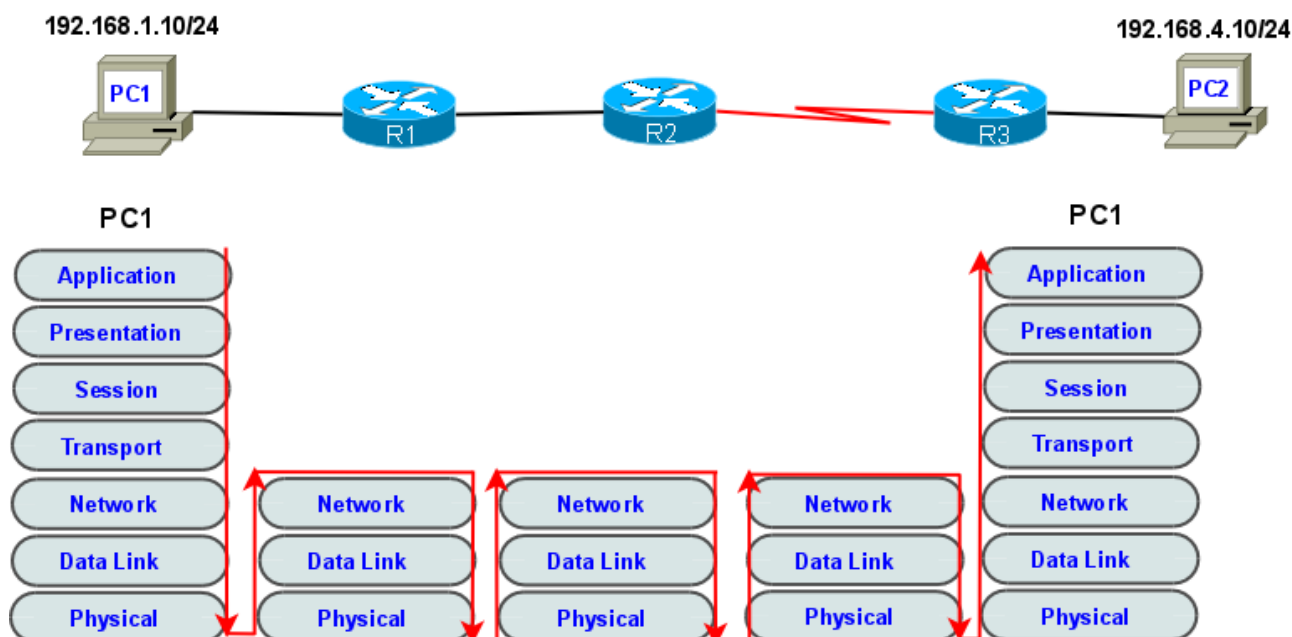 192.168.1.10/24
192.168.4.10/24
PC1
R1
R2
R3
PC2
PC1
PC1
Application
Presentation
Session
Transport
Network
Data Link
Physical
Network
Data Link
Physical
Network
Data Link
Physical
Network
Data Link
Physical
Application
Presentation
Session
Transport
Network
Data Link
Physical